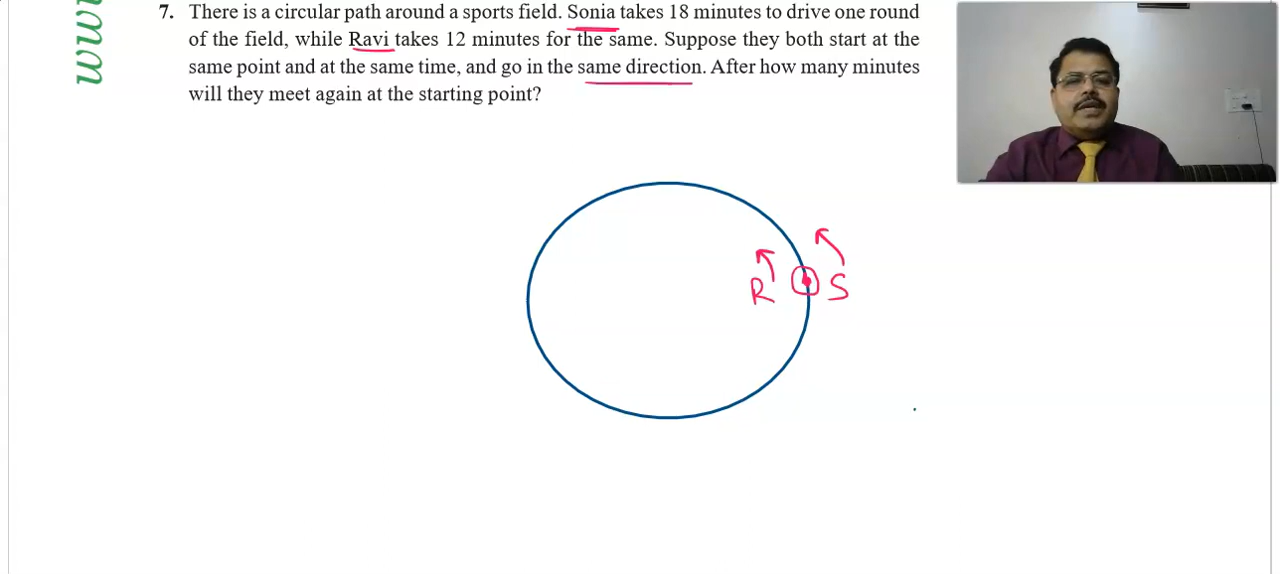 7. There is a circular path around a sports field. Sonia takes 18 minutes to drive one round
of the field, while Ravi takes 12 minutes for the same. Suppose they both start at the
same point and at the same time, and go in the same direction. After how many minutes
will they meet again at the starting point?
R S